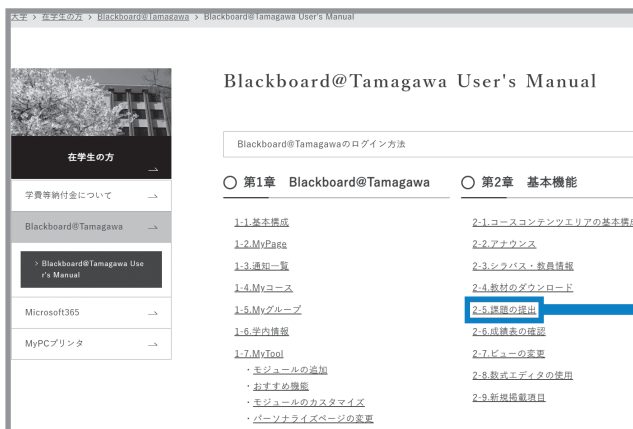 大学 > 在学生の方 > Blackboard@Tamagawa > Blackboard@Tamagawa User's Manual
Blackboard@Tamagawa User's Manual
在学生の方
学費等納付金について
Blackboard@Tamagawa
> Blackboard@Tamagawa Use
r's Manual
Microsoft365
MyPCプリンタ
Blackboard@Tamagawaのログイン方法
第1章 Blackboard@Tamagawa
1-1.基本構成
1-2.MyPage
1-3.通知一覧
1-4.Myコース
1-5.Myグループ
1-6.学内情報
1-7.MyTool
・モジュールの追加
・おすすめ機能
・モジュールのカスタマイズ
・パーソナライズページの変更
第2章 基本機能
2-1.コースコンテンツエリアの基本構成
2-2.アナウンス
2-3.シラバス・教員情報
2-4.教材のダウンロード
2-5.課題の提出
2-6.成績表の確認
2-7.ビューの変更
2-8.数式エディタの使用
2-9.新規掲載項目